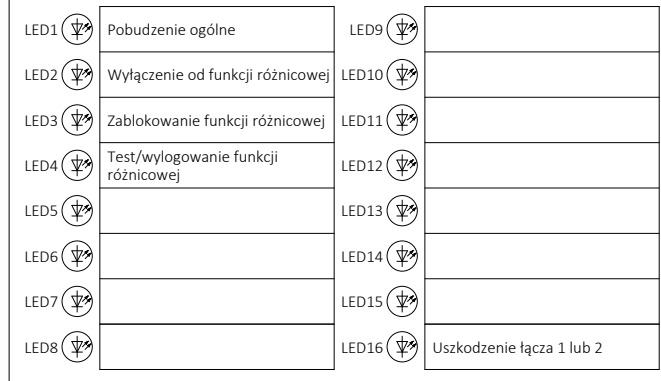 LED1 Pobudzenie ogólne
LED2 Wyłączenie od funkcji różnicowej
LED3 Zablokowanie funkcji różnicowej
LED4 Test/wylogowanie funkcji
różnicowej
LED5
LED6
LED7
LED8
LED9
LED10
LED11
LED12
LED13
LED14
LED15
LED16 Uszkodzenie łącza 1 lub 2